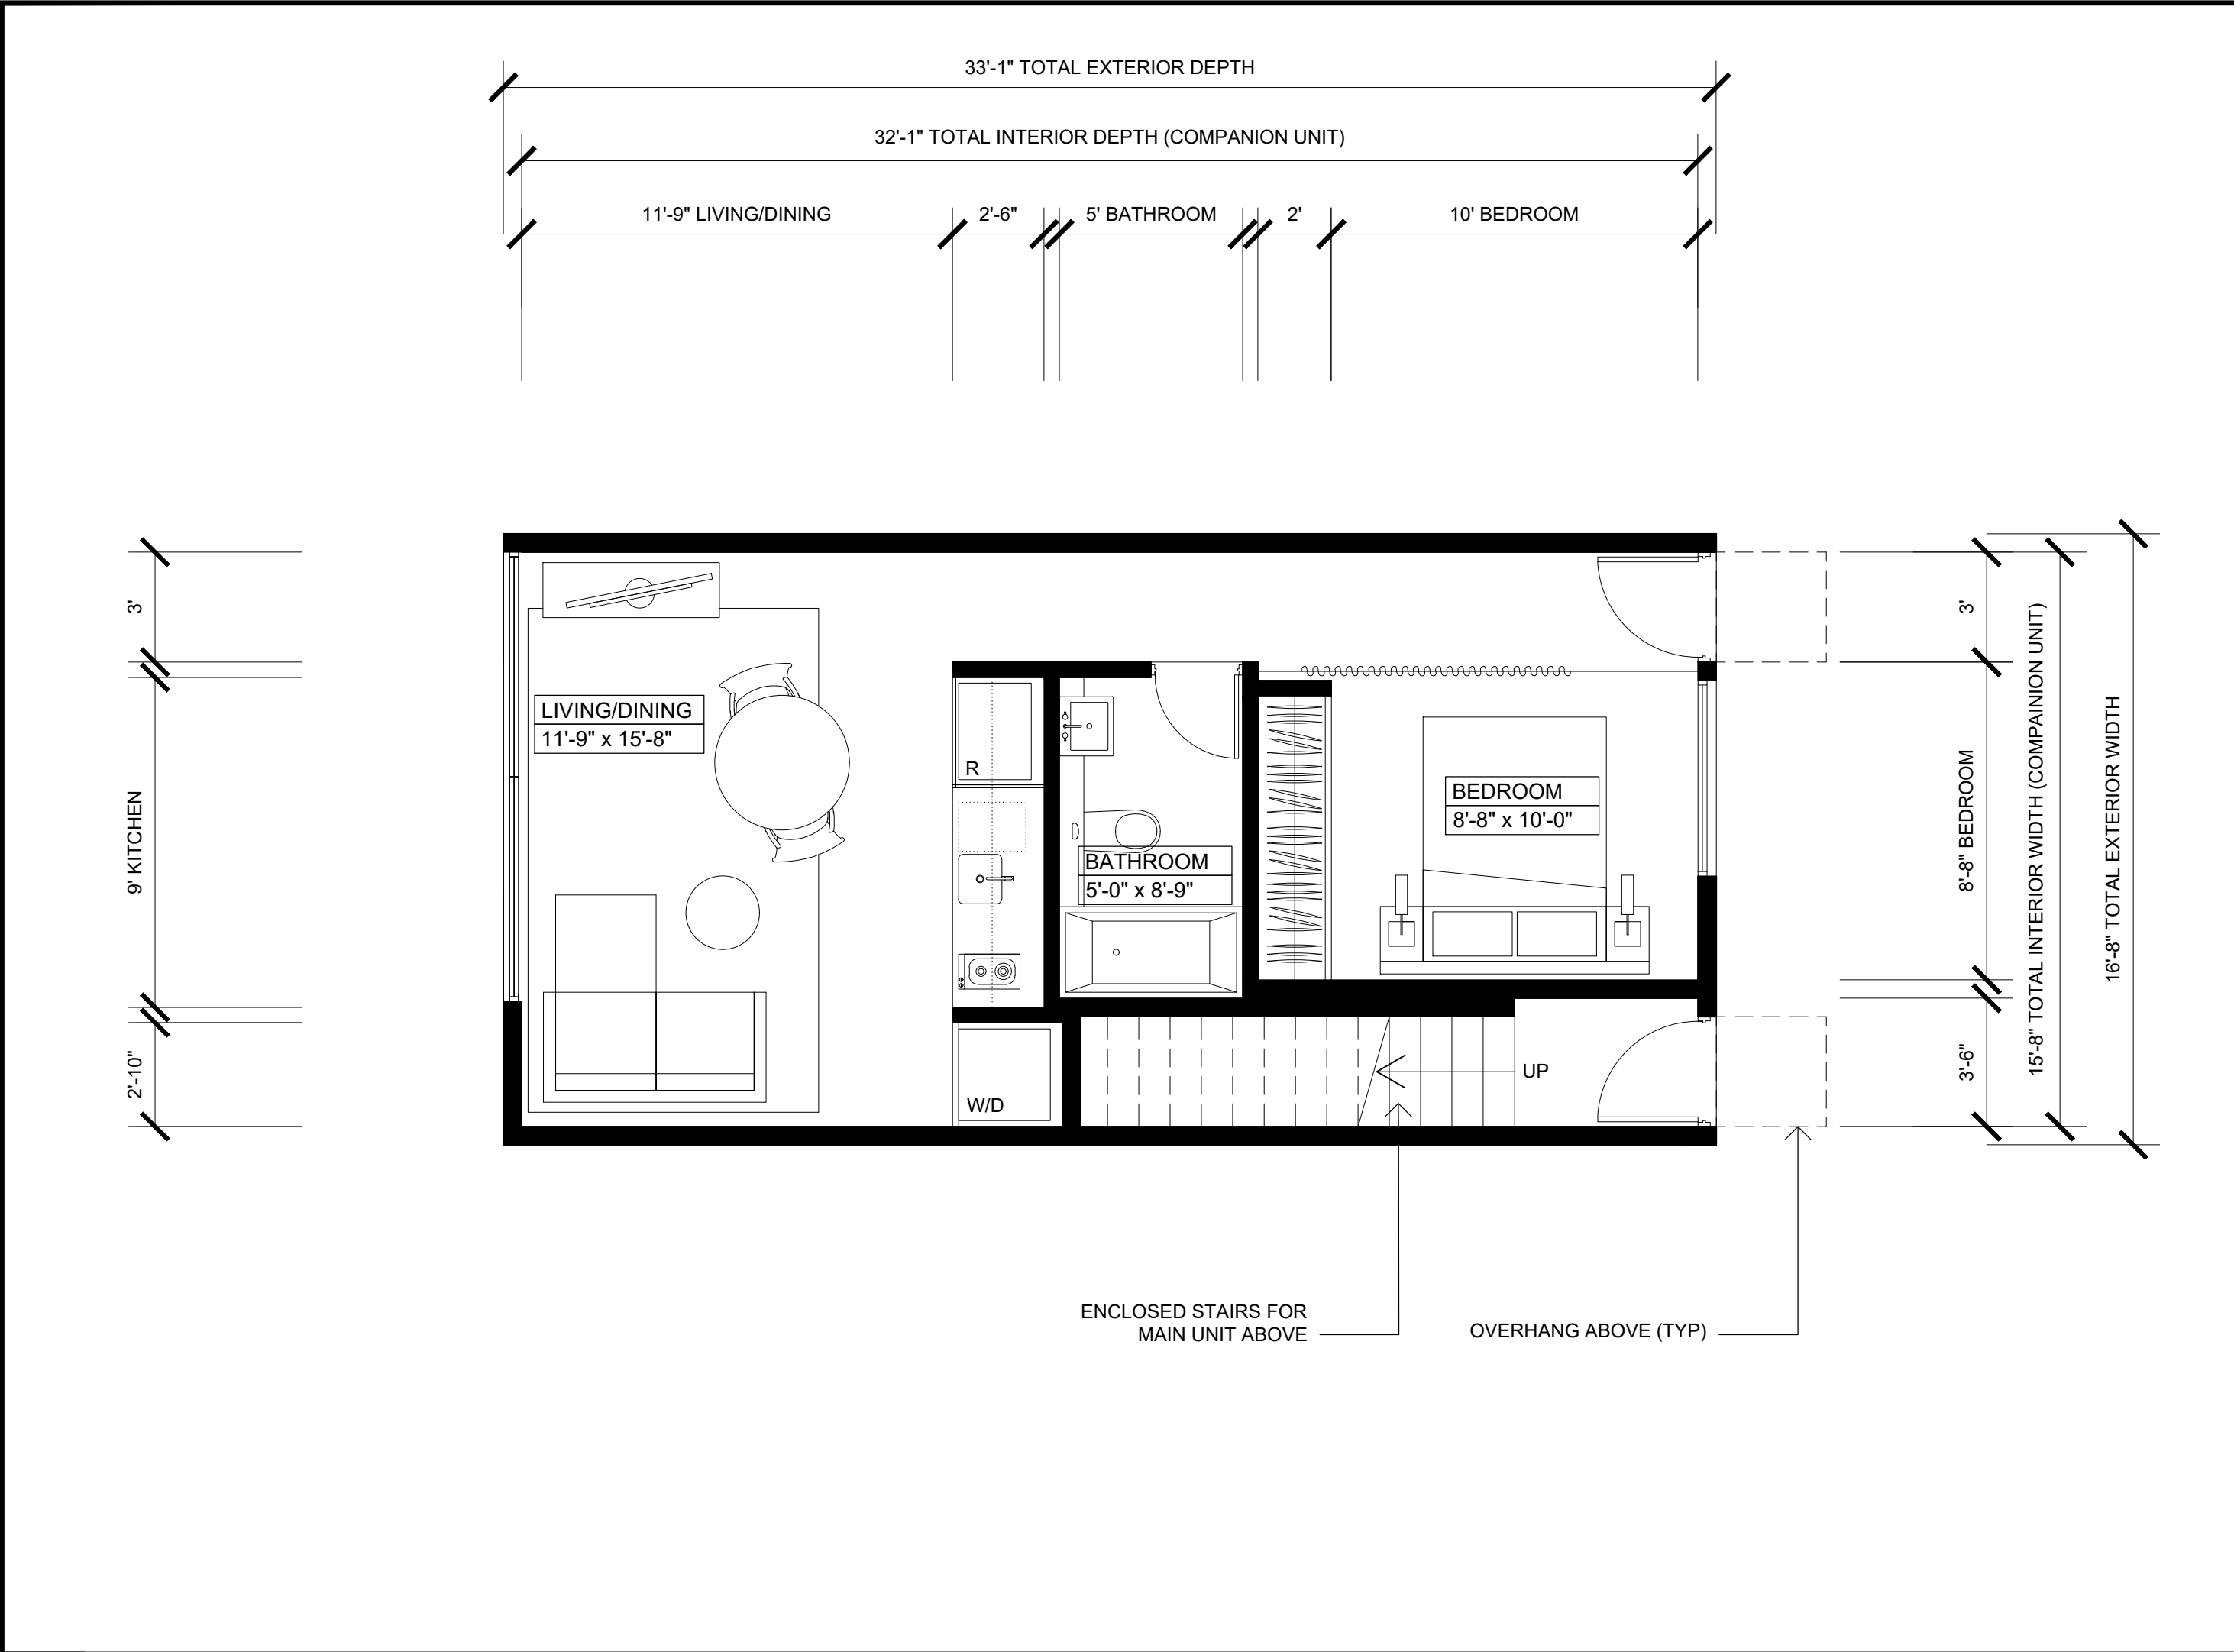 33'-1" TOTAL EXTERIOR DEPTH
32'-1" TOTAL INTERIOR DEPTH (COMPANION UNIT)
11'-9" LIVING/DINING
2'-6"
5' BATHROOM
2'
10' BEDROOM
3'
9' KITCHEN
2'-10"
LIVING/DINING
11'-9" x 15'-8"
R
W/D
BATHROOM
5'-0" x 8'-9"
BEDROOM
8'-8" x 10'-0"
UP
3'
8'-8" BEDROOM
3'-6"
15'-8" TOTAL INTERIOR WIDTH (COMPAINION UNIT)
16'-8" TOTAL EXTERIOR WIDTH
ENCLOSED STAIRS FOR
MAIN UNIT ABOVE
OVERHANG ABOVE (TYP)